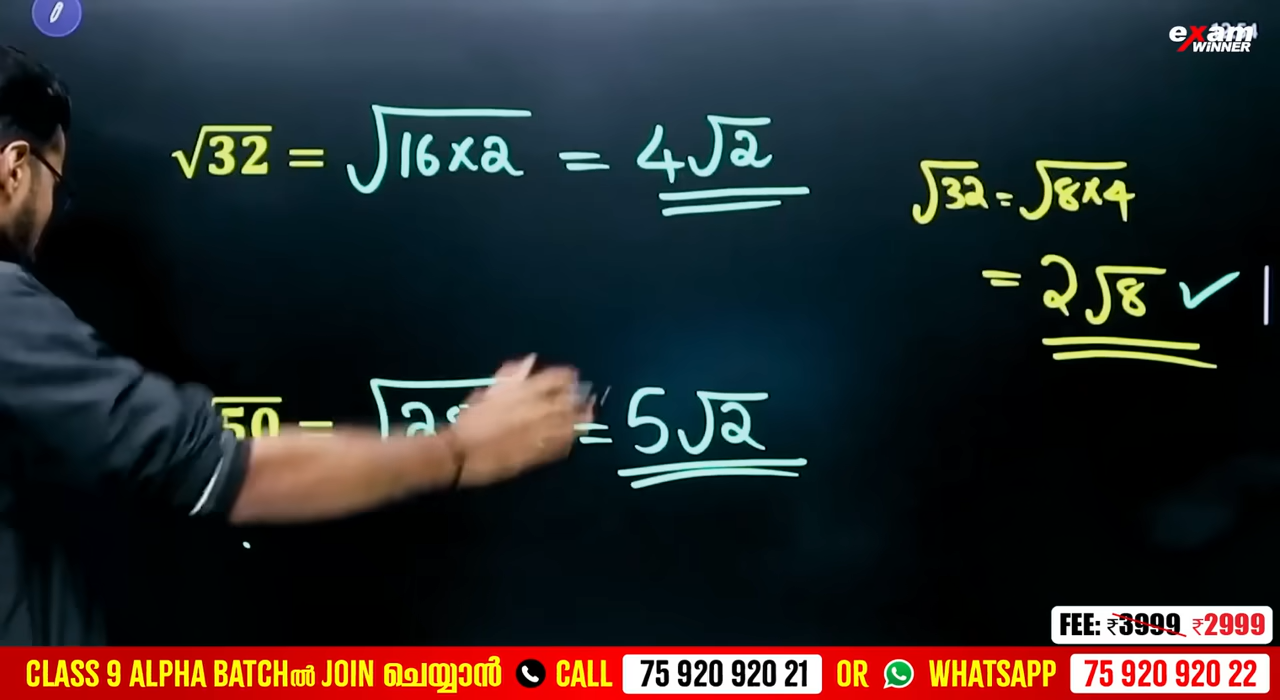 exam
WINNER
√32 = √16×2 = 4√2
√32 = √8×4
= 2√8 ✓
= 5√2
FEE: ₹3999 ₹2999
CLASS 9 ALPHA BATCHൽ JOIN ചെയ്യാൻ CALL 75 920 920 21 OR WHATSAPP 75 920 920 22